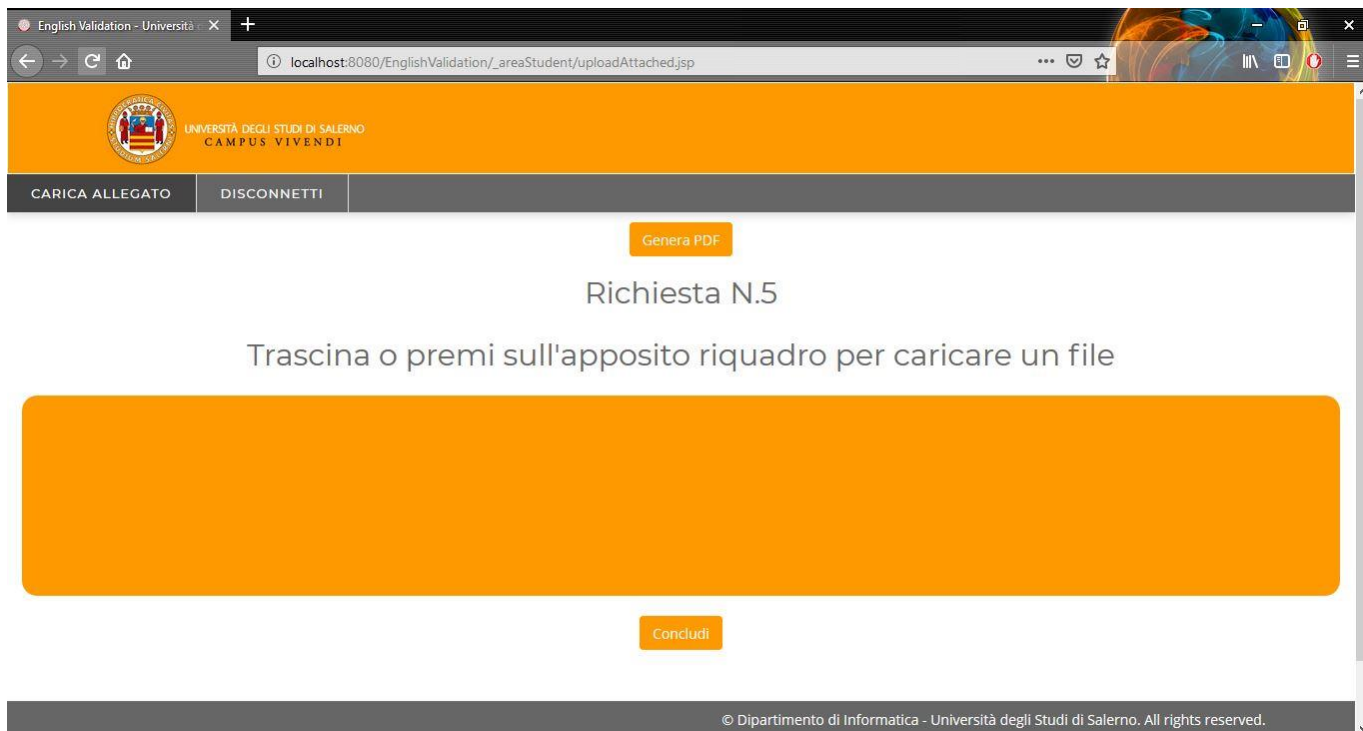 English Validation - Università
localhost:8080/EnglishValidation/_areaStudent/uploadAttached.jsp
UNIVERSITÀ DEGLI STUDI DI SALERNO
CAMPUS VIVENDI
CARICA ALLEGATO DISCONNETTI
Genera PDF
Richiesta N.5
Trascina o premi sull'apposito riquadro per caricare un file
Concludi
© Dipartimento di Informatica - Università degli Studi di Salerno. All rights reserved.